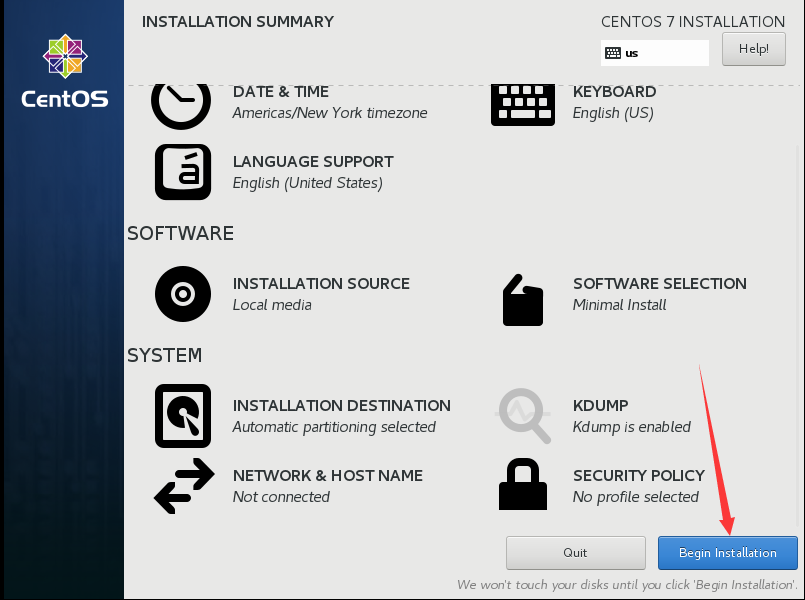 INSTALLATION SUMMARY
CENTOS 7 INSTALLATION
us
Help!
CentOS
DATE & TIME
Americas/New York timezone
KEYBOARD
English (US)
á
LANGUAGE SUPPORT
English (United States)
SOFTWARE
INSTALLATION SOURCE
Local media
SOFTWARE SELECTION
Minimal Install
SYSTEM
INSTALLATION DESTINATION
Automatic partitioning selected
KDUMP
Kdump is enabled
NETWORK & HOST NAME
Not connected
SECURITY POLICY
No profile selected
Quit
Begin Installation
We won't touch your disks until you click 'Begin Installation'.